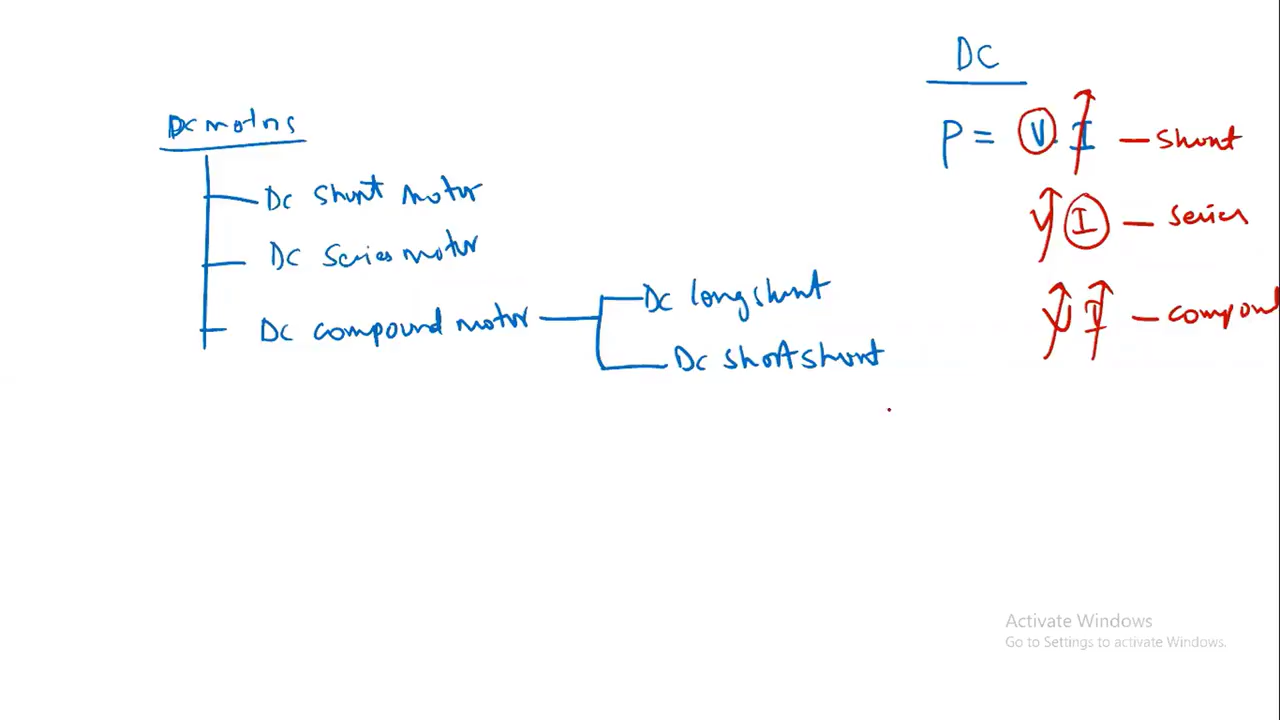 DC motors
DC shunt motor
DC series motor
DC compound motor
DC long shunt
DC short shunt
DC
P = V. I — shunt
V I — series
V I — compoun
Activate Windows
Go to Settings to activate Windows.